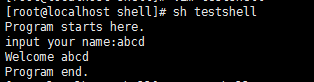 [root@localhost shell]# sh testshell
Program starts here.
input your name:abcd
Welcome abcd
Program end.